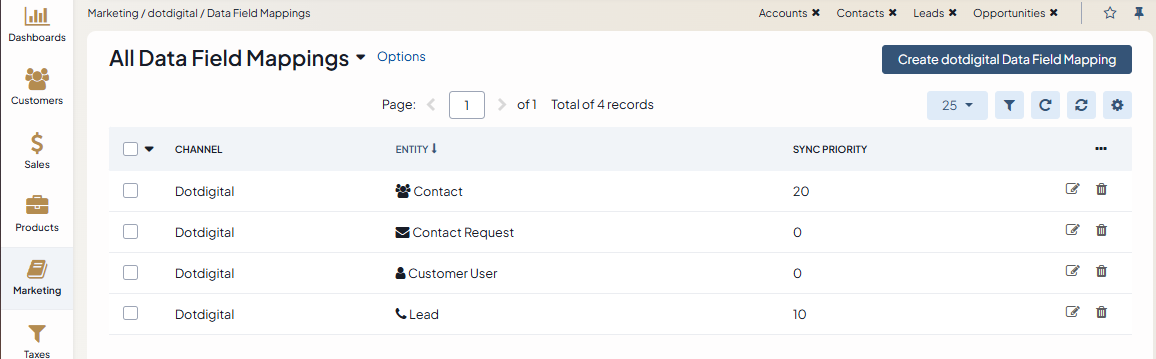 Dashboards
Customers
Sales
Products
Marketing
Taxes
Marketing / dotdigital / Data Field Mappings
Accounts ✖ Contacts ✖ Leads ✖ Opportunities ✖
All Data Field Mappings Options
Create dotdigital Data Field Mapping
Page: 1 of 1 Total of 4 records
25
CHANNEL ENTITY SYNC PRIORITY
Dotdigital Contact 20
Dotdigital Contact Request 0
Dotdigital Customer User 0
Dotdigital Lead 10